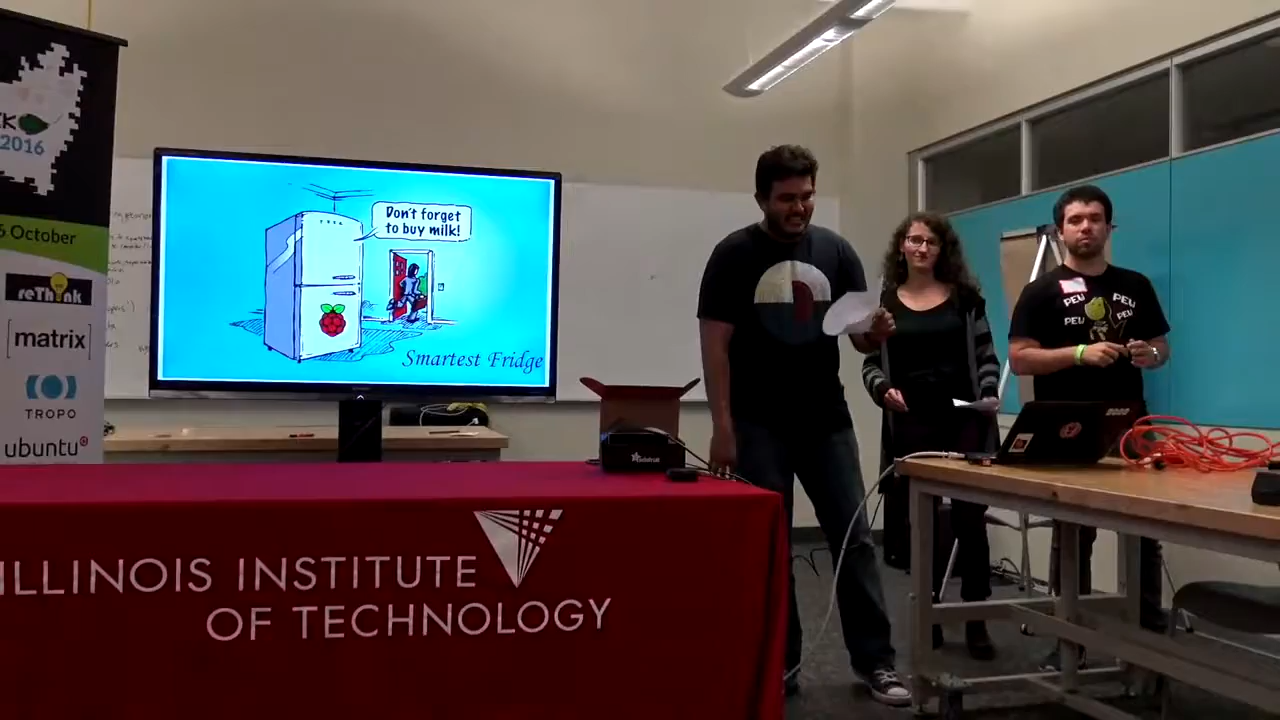 2016
October
reThink
[matrix]
TROPO
ubuntu
Don't forget
to buy milk!
Smartest Fridge
PEU PEU
PEU PEU
adafruit
ILLINOIS INSTITUTE
OF TECHNOLOGY